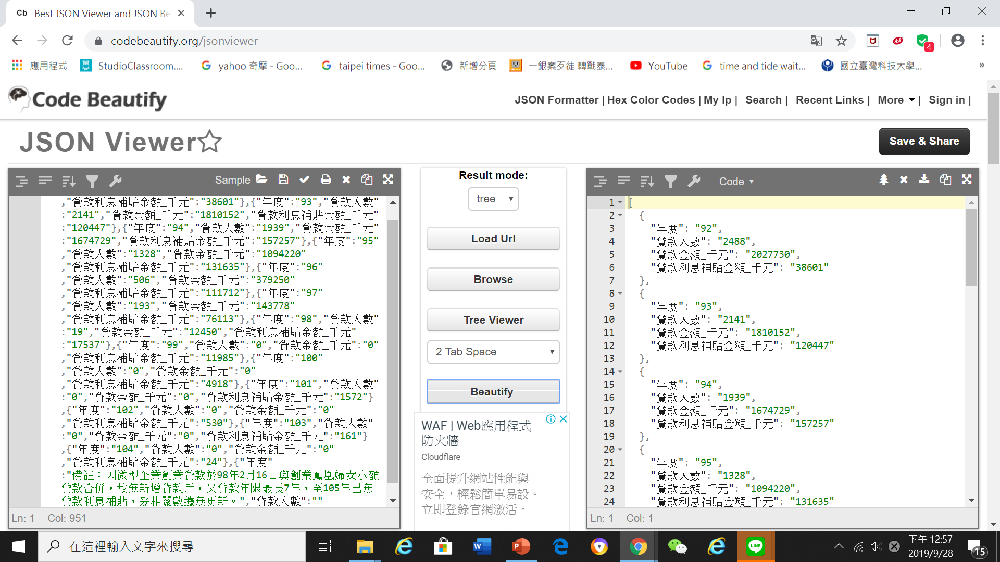 Cb Best JSON Viewer and JSON Be
codebeautify.org/jsonviewer
4
應用程式 StudioClassroom.... yahoo 奇摩 - Goo... taipei times - Goo... 新增分頁 一銀案歹徒 轉戰泰... YouTube time and tide wait... 國立臺灣科技大學... »
Code Beautify
JSON Formatter | Hex Color Codes | My Ip | Search | Recent Links | More | Sign in |
JSON Viewer
Save & Share
Sample
,"貸款利息補貼金額_千元":"38601"},{"年度":"93","貸款人數"
:"2141","貸款金額_千元":"1810152","貸款利息補貼金額_千元"
:"120447"},{"年度":"94","貸款人數":"1939","貸款金額_千元"
:"1674729","貸款利息補貼金額_千元":"157257"},{"年度":"95"
,"貸款人數":"1328","貸款金額_千元":"1094220"
,"貸款利息補貼金額_千元":"131635"},{"年度":"96"
,"貸款人數":"506","貸款金額_千元":"379250"
,"貸款利息補貼金額_千元":"111712"},{"年度":"97"
,"貸款人數":"193","貸款金額_千元":"143778"
,"貸款利息補貼金額_千元":"76113"},{"年度":"98","貸款人數"
:"19","貸款金額_千元":"12450","貸款利息補貼金額_千元"
:"17537"},{"年度":"99","貸款人數":"0","貸款金額_千元":"0"
,"貸款利息補貼金額_千元":"11985"},{"年度":"100"
,"貸款人數":"0","貸款金額_千元":"0"
,"貸款利息補貼金額_千元":"4918"},{"年度":"101","貸款人數"
:"0","貸款金額_千元":"0","貸款利息補貼金額_千元":"1572"}
,{"年度":"102","貸款人數":"0","貸款金額_千元":"0"
,"貸款利息補貼金額_千元":"530"},{"年度":"103","貸款人數"
:"0","貸款金額_千元":"0","貸款利息補貼金額_千元":"161"}
,{"年度":"104","貸款人數":"0","貸款金額_千元":"0"
,"貸款利息補貼金額_千元":"24"},{"年度"
:"備註：因微型企業創業貸款於98年2月16日與創業鳳凰婦女小額
貸款合併，故無新增貸款戶，又貸款年限最長7年，至105年已無
貸款利息補貼，爰相關數據無更新。","貸款人數":""
Ln: 1 Col: 951
Result mode:
tree
Load Url
Browse
Tree Viewer
2 Tab Space
Beautify
WAF | Web應用程式
防火牆
Cloudflare
全面提升網站性能與
安全，輕鬆簡單易設。
立即登錄官網激活。
Code
1 [
2 {
3 "年度": "92",
4 "貸款人數": "2488",
5 "貸款金額_千元": "2027730",
6 "貸款利息補貼金額_千元": "38601"
7 },
8 {
9 "年度": "93",
10 "貸款人數": "2141",
11 "貸款金額_千元": "1810152",
12 "貸款利息補貼金額_千元": "120447"
13 },
14 {
15 "年度": "94",
16 "貸款人數": "1939",
17 "貸款金額_千元": "1674729",
18 "貸款利息補貼金額_千元": "157257"
19 },
20 {
21 "年度": "95",
22 "貸款人數": "1328",
23 "貸款金額_千元": "1094220",
24 "貸款利息補貼金額_千元": "131635"
Ln: 1 Col: 1
在這裡輸入文字來搜尋
LINE
下午 12:57
2019/9/28
15